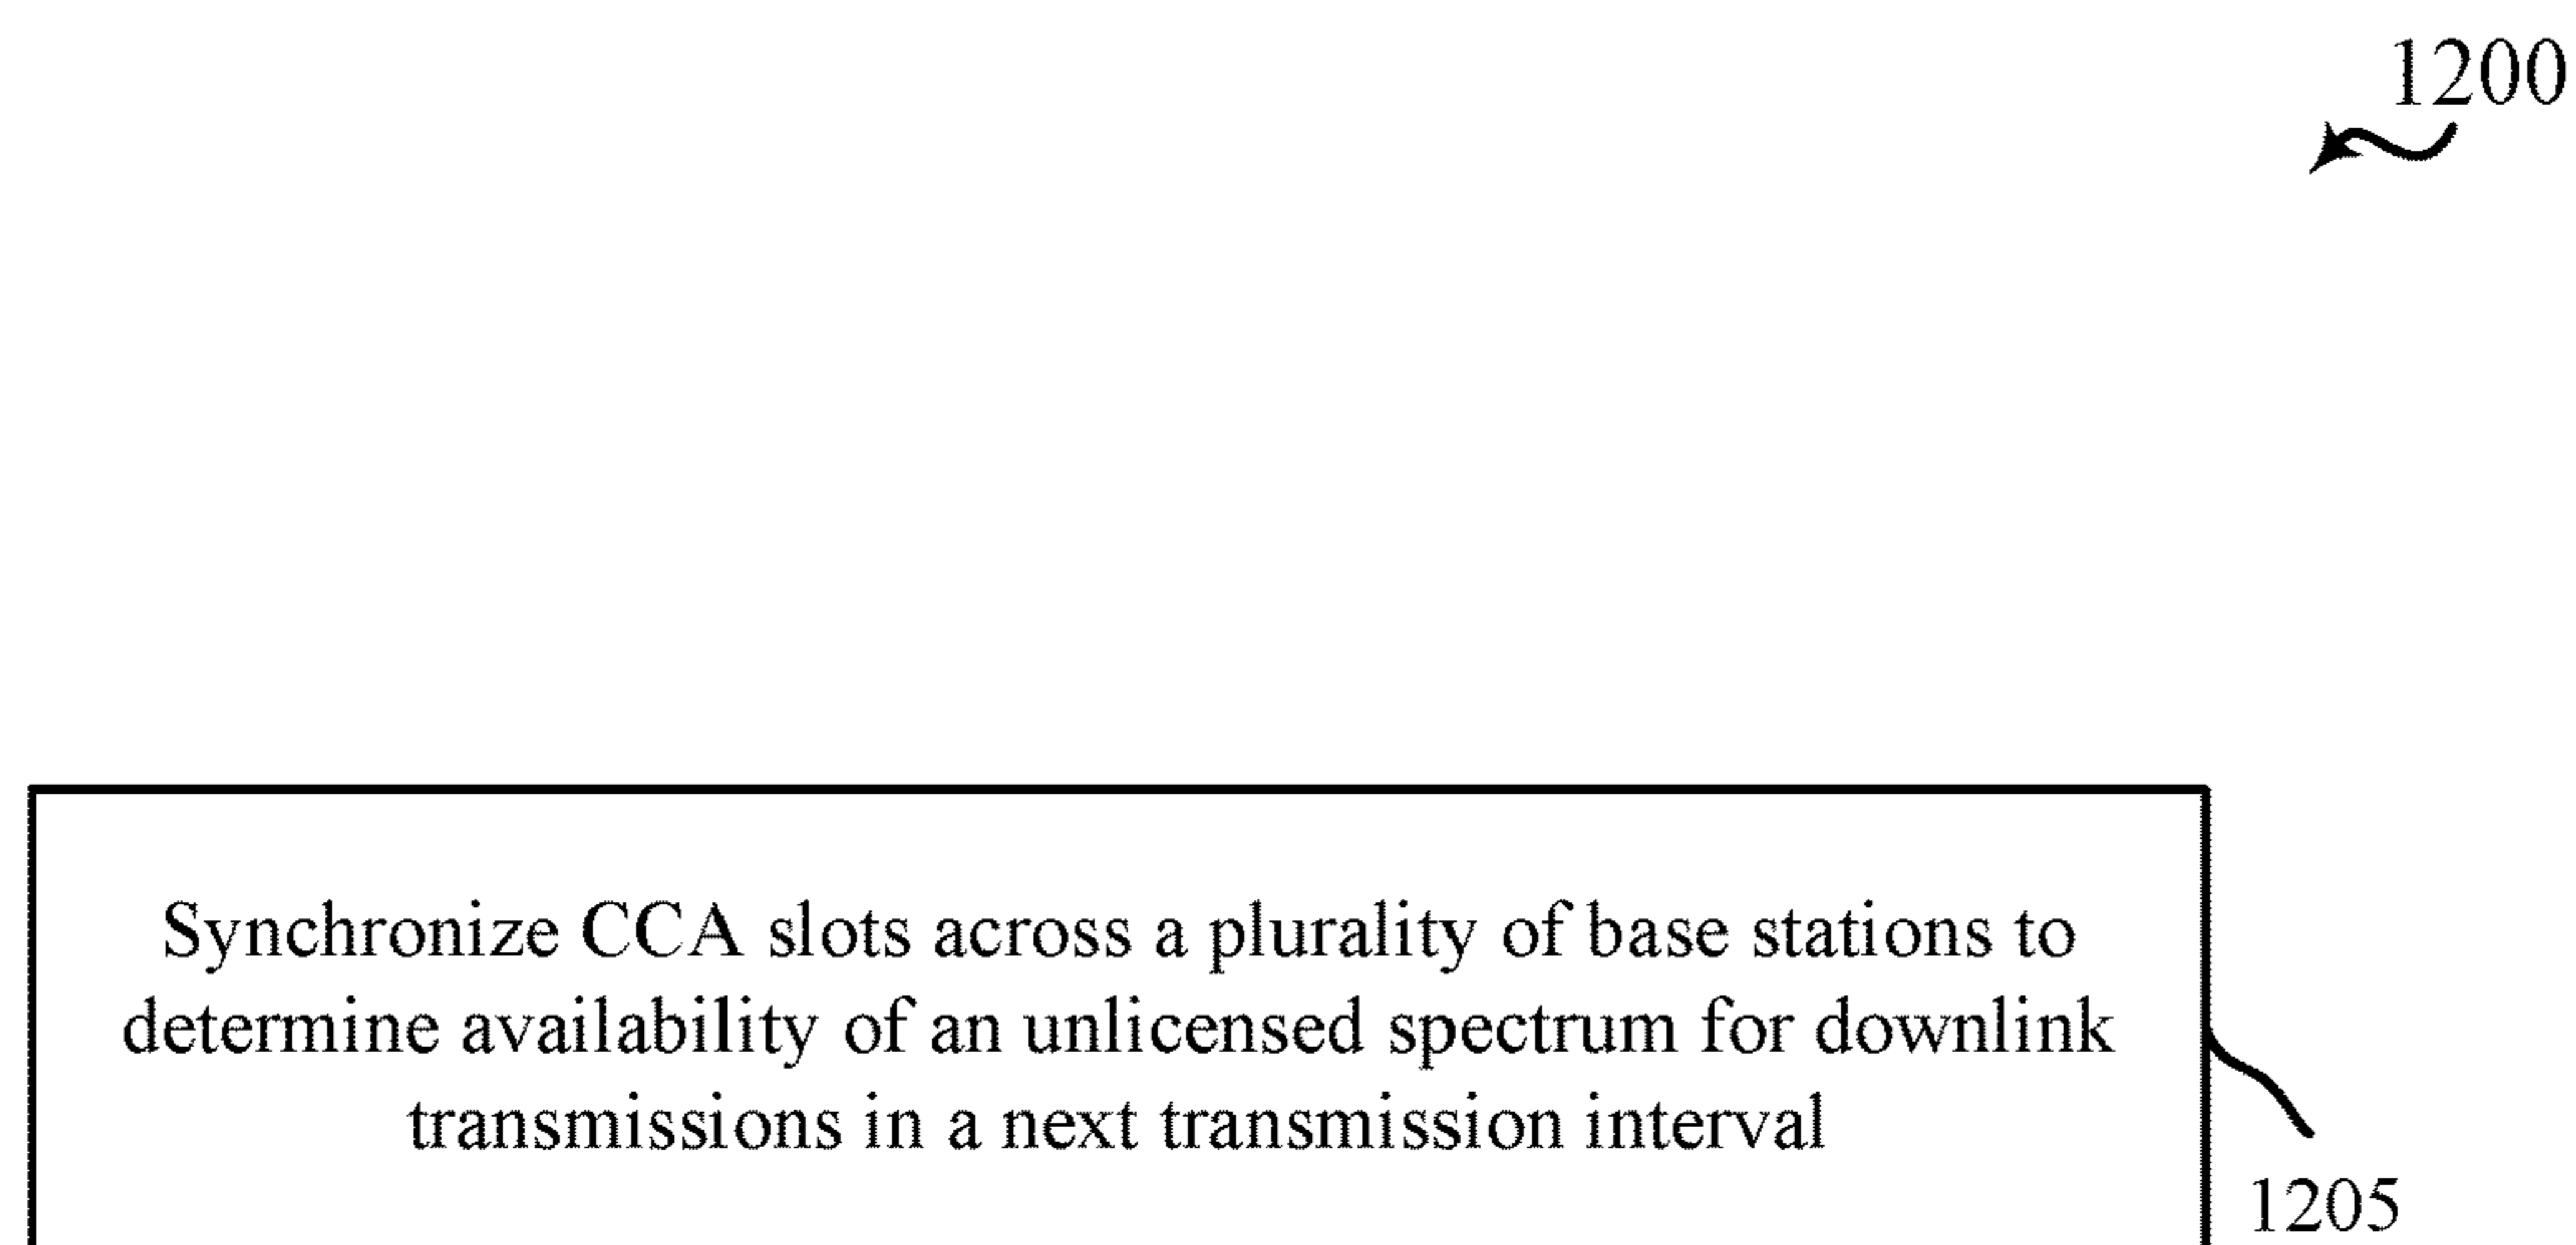 1200
Synchronize CCA slots across a plurality of base stations to
determine availability of an unlicensed spectrum for downlink
transmissions in a next transmission interval
1205